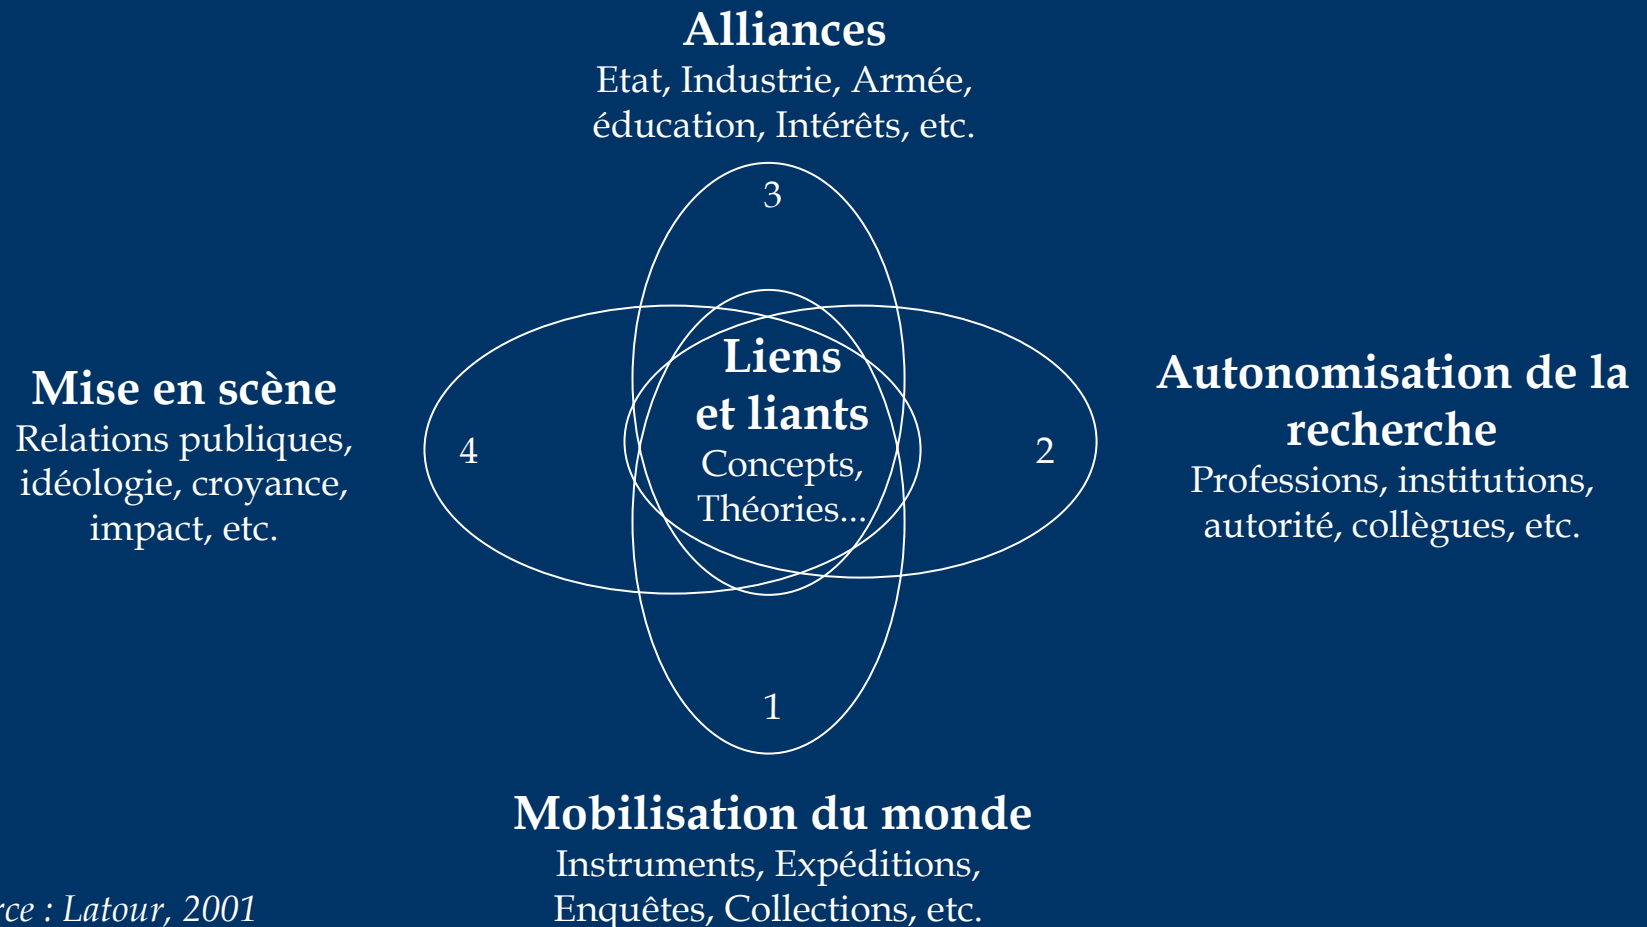 Alliances
Etat, Industrie, Armée,
éducation, Intérêts, etc.
3
Mise en scène
Relations publiques,
idéologie, croyance,
impact, etc.
4
Liens
et liants
Concepts,
Théories...
2
Autonomisation de la
recherche
Professions, institutions,
autorité, collègues, etc.
1
Mobilisation du monde
Instruments, Expéditions,
Enquêtes, Collections, etc.
rce : Latour, 2001